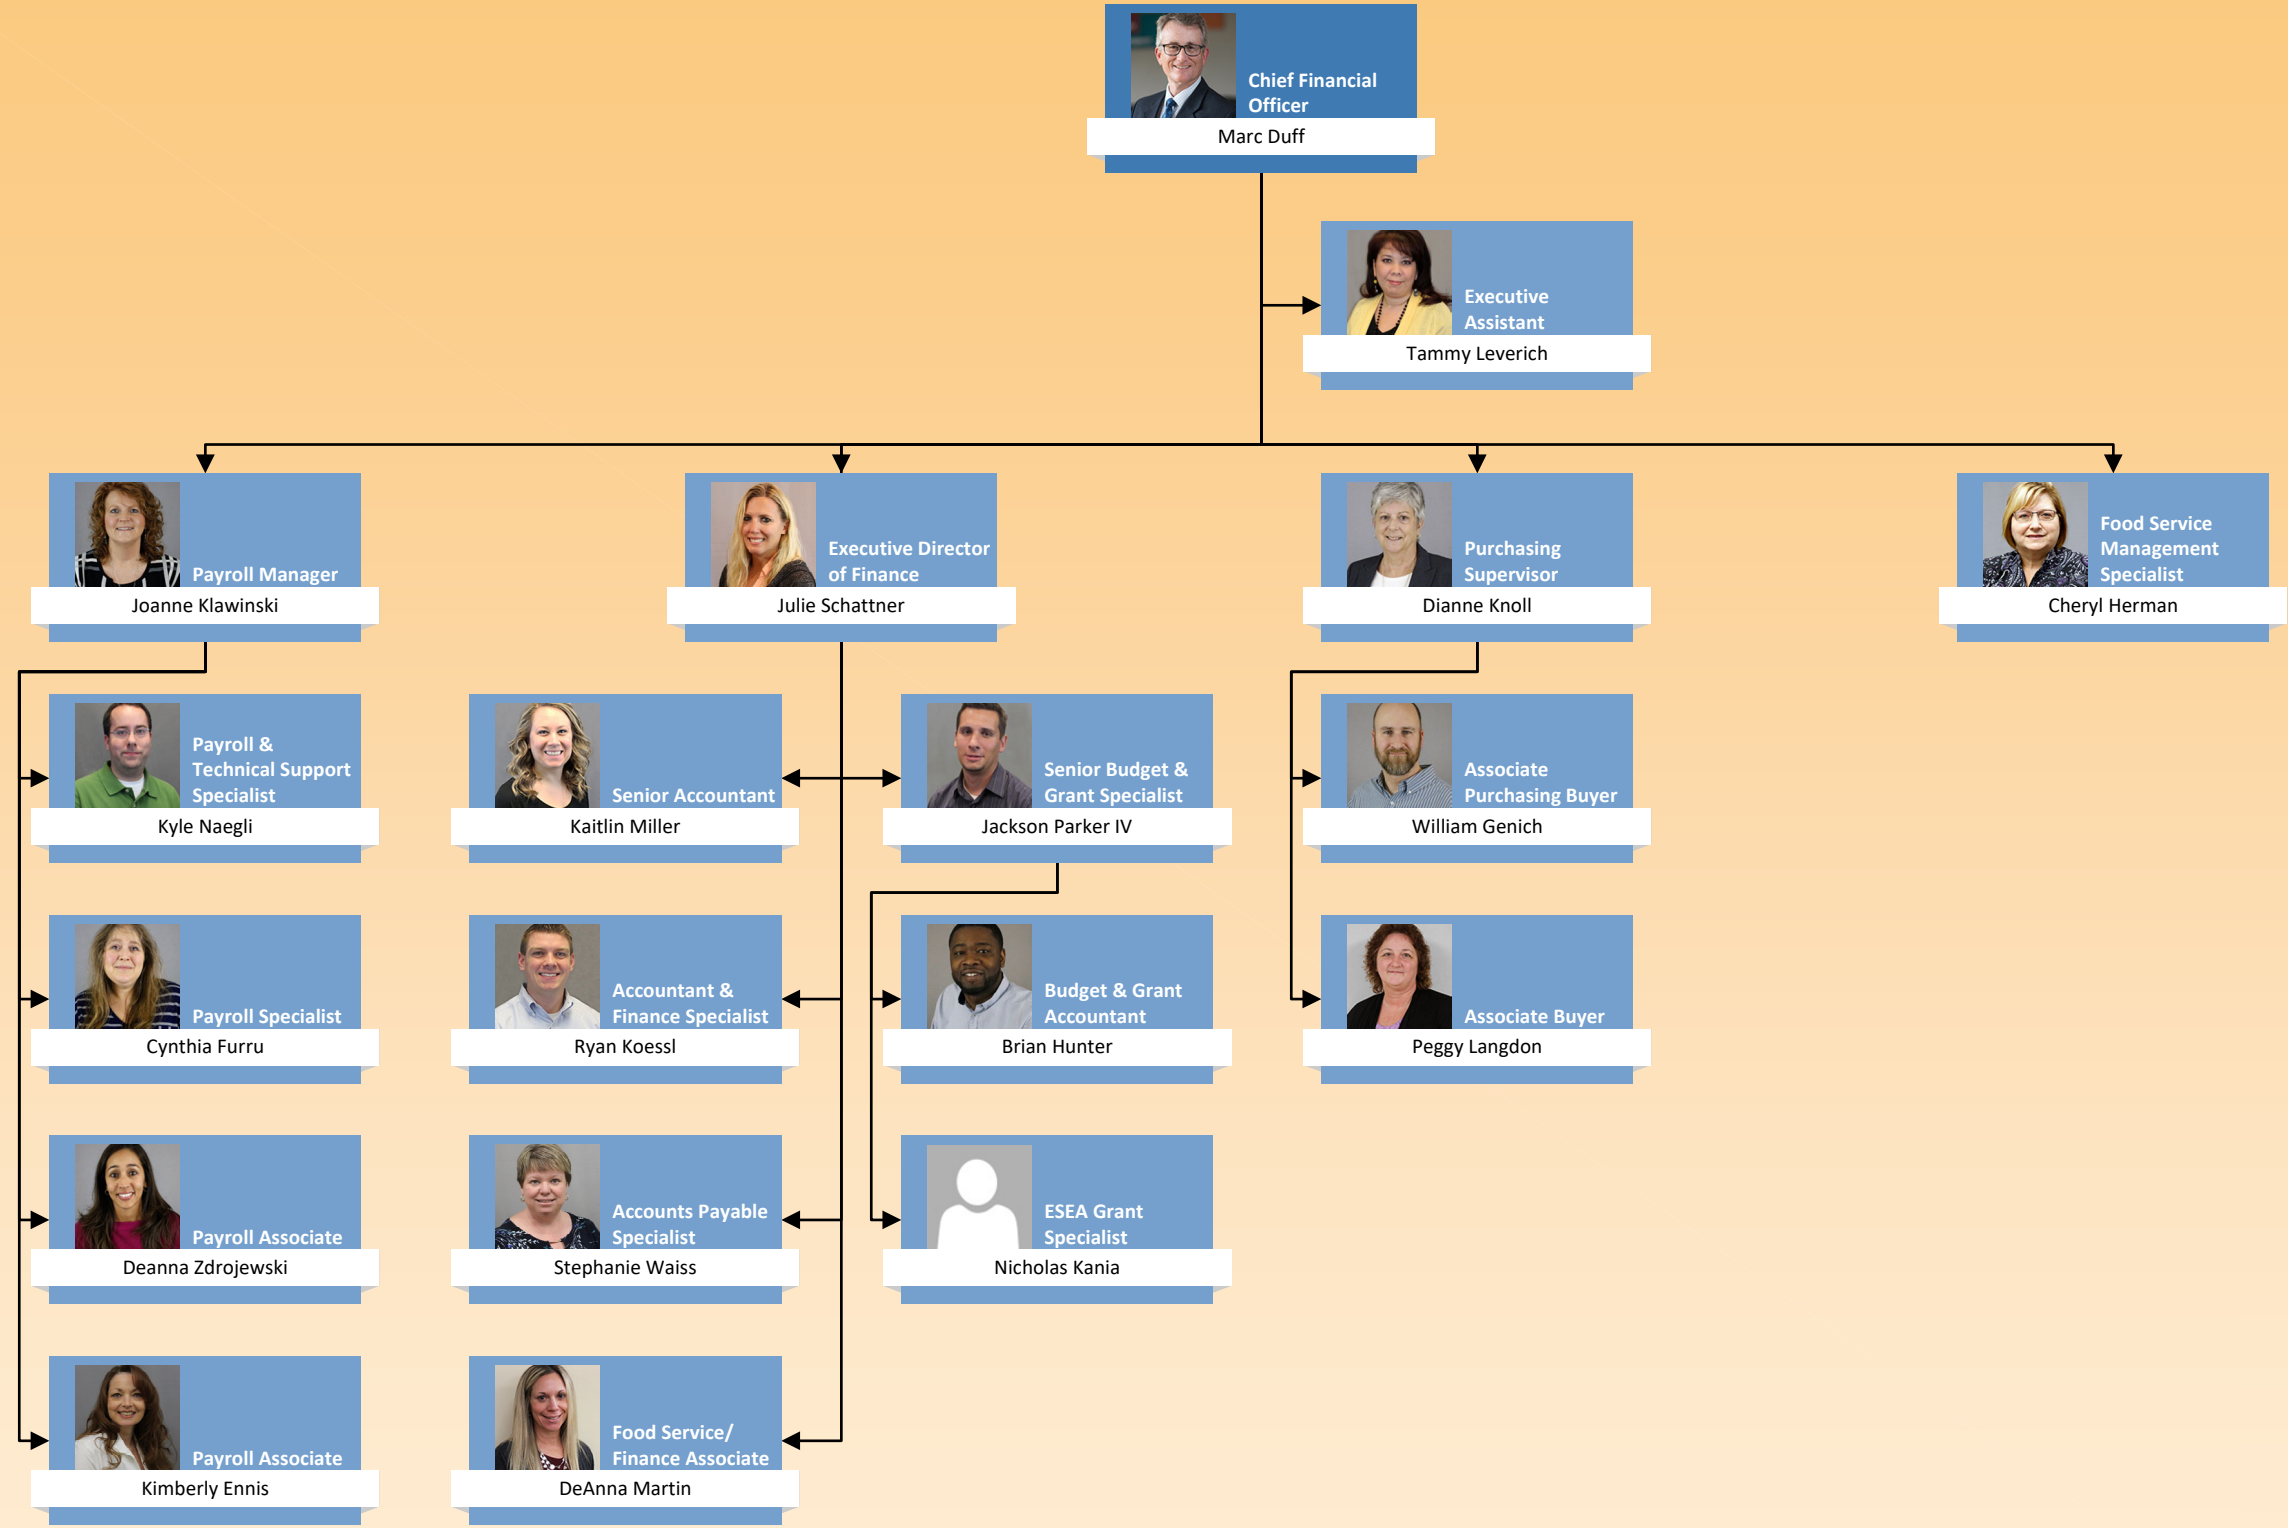 Chief Financial
Officer
Marc Duff
Executive
Assistant
Tammy Leverich
Payroll Manager
Joanne Klawinski
Executive Director
of Finance
Julie Schattner
Purchasing
Supervisor
Dianne Knoll
Food Service
Management
Specialist
Cheryl Herman
Payroll &
Technical Support
Specialist
Kyle Naegli
Senior Accountant
Kaitlin Miller
Senior Budget &
Grant Specialist
Jackson Parker IV
Associate
Purchasing Buyer
William Genich
Payroll Specialist
Cynthia Furru
Accountant &
Finance Specialist
Ryan Koessl
Budget & Grant
Accountant
Brian Hunter
Associate Buyer
Peggy Langdon
Payroll Associate
Deanna Zdrojewski
Accounts Payable
Specialist
Stephanie Waiss
ESEA Grant
Specialist
Nicholas Kania
Payroll Associate
Kimberly Ennis
Food Service/
Finance Associate
DeAnna Martin